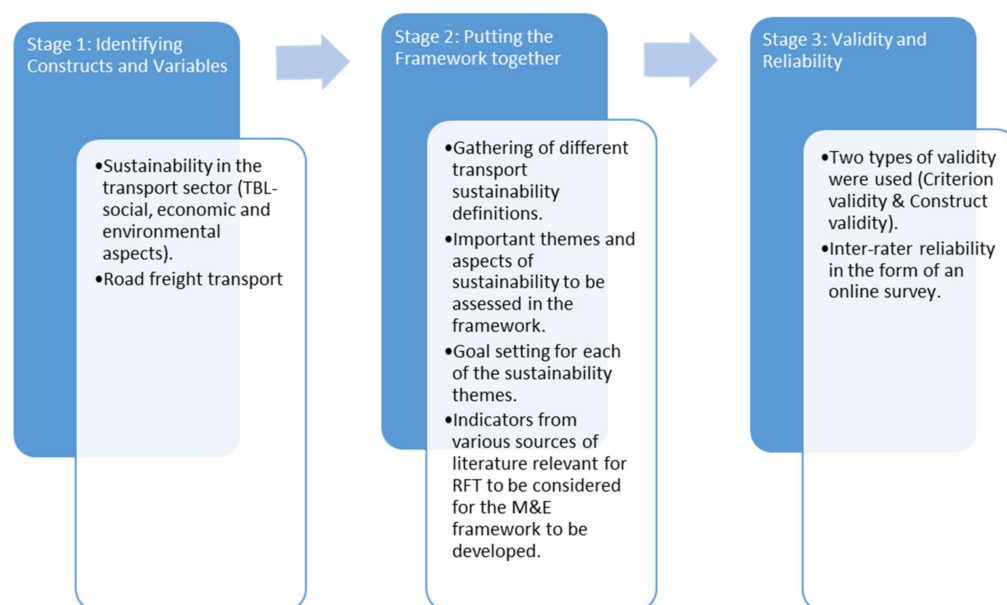 Stage 1: Identifying
Constructs and Variables
•Sustainability in the
transport sector (TBL-
social, economic and
environmental
aspects).
•Road freight transport
Stage 2: Putting the
Framework together
•Gathering of different
transport
sustainability
definitions.
•Important themes and
aspects of
sustainability to be
assessed in the
framework.
•Goal setting for each
of the sustainability
themes.
•Indicators from
various sources of
literature relevant for
RFT to be considered
for the M&E
framework to be
developed.
Stage 3: Validity and
Reliability
•Two types of validity
were used (Criterion
validity & Construct
validity).
•Inter-rater reliability
in the form of an
online survey.